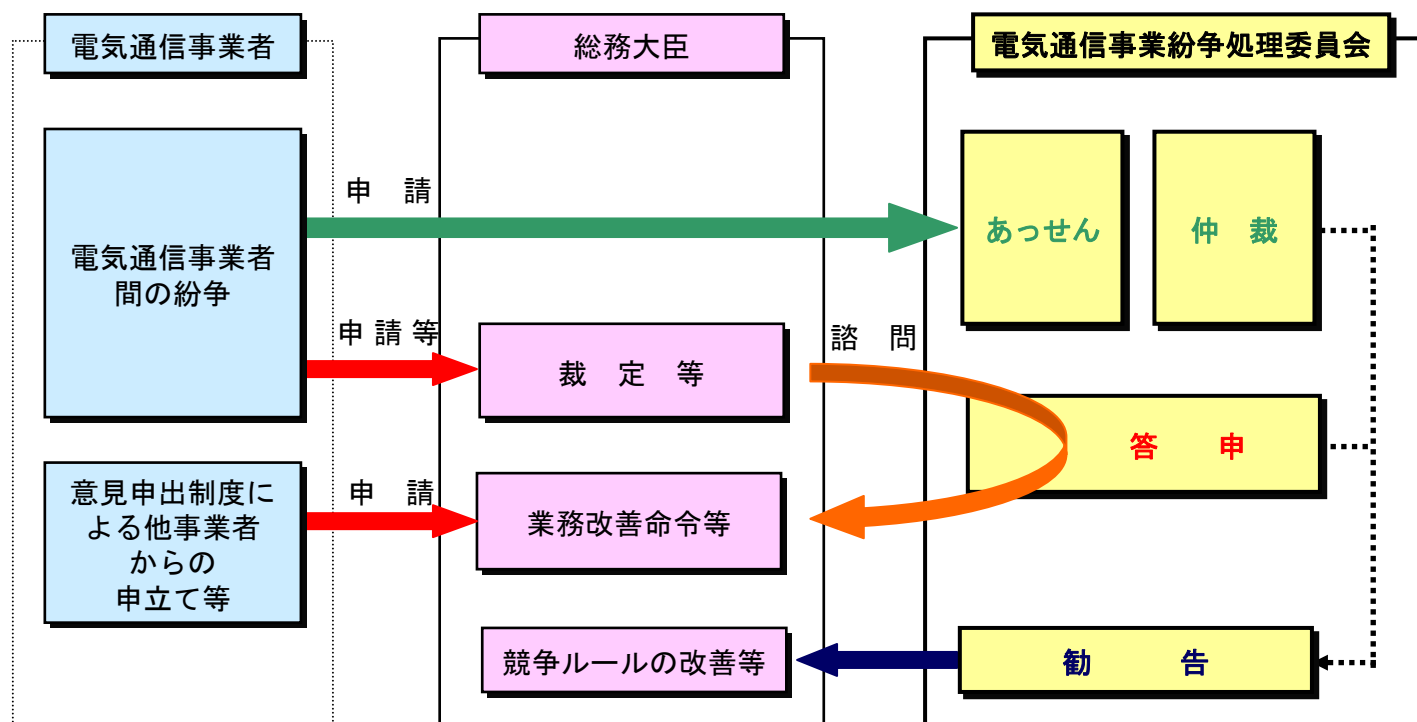 電気通信事業者
総務大臣
電気通信事業紛争処理委員会
申　請
あっせん
仲　裁
電気通信事業者
間の紛争
申 請 等
裁　定　等
諮　問
答　　申
意見申出制度に
よる他事業者
からの
申立て等
申　請
業務改善命令等
競争ルールの改善等
勧　　告